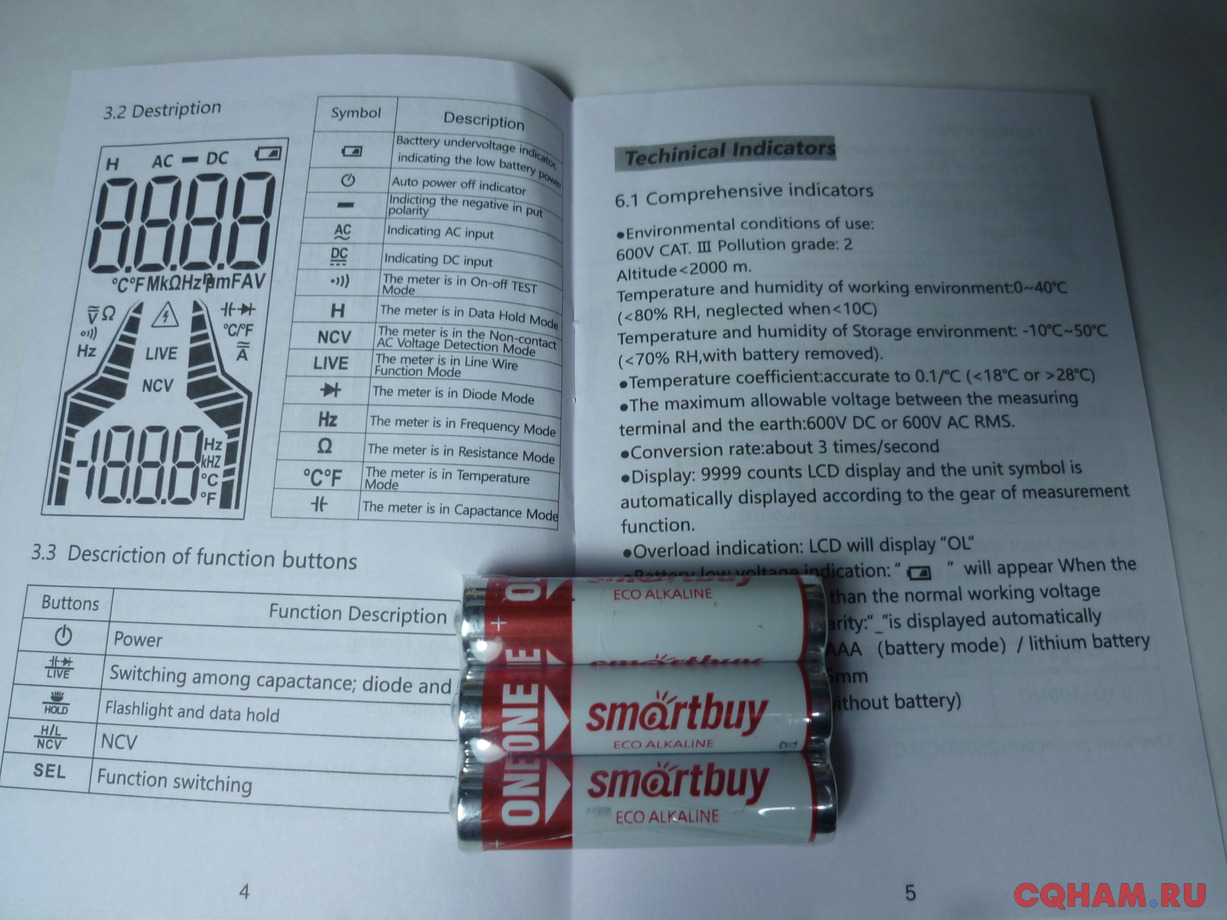 3.2 Destription
H AC DC
8.8.8.8
°C°F MkΩHz
mFAV
V Ω
Hz
°C/°F
A
LIVE
NCV
-18.8.8
Hz
kHZ
°C
°F
Symbol Description
Bacttery undervoltage indicator,
indicating the low battery power
Auto power off indicator
Indicting the negative in put
polarity
AC Indicating AC input
DC Indicating DC input
The meter is in On-off TEST
Mode
H The meter is in Data Hold Mode
NCV The meter is in the Non-contact
AC Voltage Detection Mode
LIVE The meter is in Line Wire
Function Mode
The meter is in Diode Mode
Hz The meter is in Frequency Mode
Ω The meter is in Resistance Mode
°C°F The meter is in Temperature
Mode
The meter is in Capactance Mode
3.3 Descriction of function buttons
Buttons Function Description
Power
LIVE Switching among capactance; diode and
HOLD Flashlight and data hold
H/L
NCV NCV
SEL Function switching
4
Techinical Indicators
6.1 Comprehensive indicators
●Environmental conditions of use:
600V CAT. III Pollution grade: 2
Altitude<2000 m.
Temperature and humidity of working environment:0~40°C
(<80% RH, neglected when<10C)
Temperature and humidity of Storage environment: -10°C~50°C
(<70% RH,with battery removed).
●Temperature coefficient:accurate to 0.1/°C (<18°C or >28°C)
●The maximum allowable voltage between the measuring
terminal and the earth:600V DC or 600V AC RMS.
●Conversion rate:about 3 times/second
●Display: 9999 counts LCD display and the unit symbol is
automatically displayed according to the gear of measurement
function.
●Overload indication: LCD will display "OL"
●Battery low voltage indication: " " will appear When the
than the normal working voltage
"_"is displayed automatically
AAA (battery mode) / lithium battery
battery)
5
smartbuy
ECO ALKALINE
ONE
smartbuy
ECO ALKALINE
ONE
smartbuy
ECO ALKALINE
CQHAM.RU